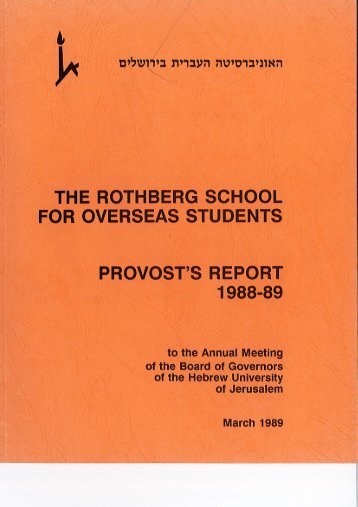 האוניברסיטה העברית בירושלים
THE ROTHBERG SCHOOL
FOR OVERSEAS STUDENTS
PROVOST'S REPORT
1988-89
to the Annual Meeting
of the Board of Governors
of the Hebrew University
of Jerusalem
March 1989